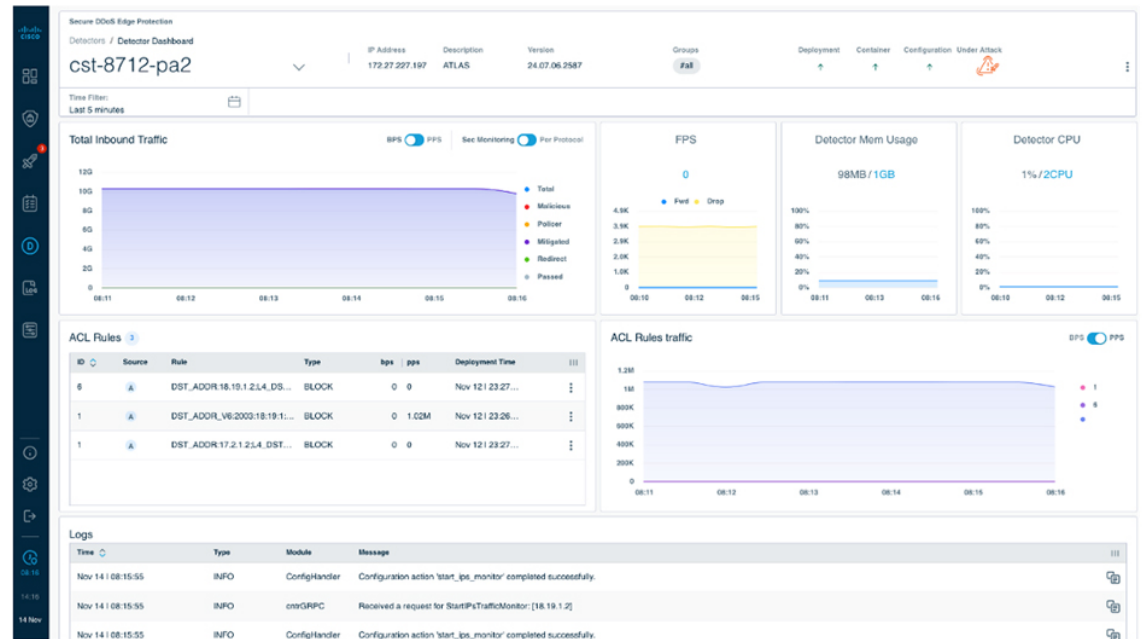 Secure DDoS Edge Protection
CISCO
Detectors / Detector Dashboard
cst-8712-pa2
IP Address Description Version Groups Deployment Container Configuration Under Attack
172.27.227.197 ATLAS 24.07.06.2587 #all
Time Filter:
Last 5 minutes
3
Total Inbound Traffic
BPS PPS Sec Monitoring Per Protocol
12G
10G
8G
6G
4G
2G
0
08:11 08:12 08:13 08:14 08:15 08:16
Total
Malicious
Policer
Mitigated
Redirect
Passed
FPS
0
Fwd Drop
4.9K
3.9K
2.9K
2.0K
1.0K
0
08:10 08:12 08:15
Detector Mem Usage
98MB/1GB
100%
80%
60%
40%
20%
0%
08:11 08:13 08:16
Detector CPU
1%/2CPU
100%
80%
60%
40%
20%
0%
08:10 08:12 08:15
D
LOG
ACL Rules 3
ID Source Rule Type bps pps Deployment Time
6 A DST_ADDR:18.19.1.2;L4_DS... BLOCK 0 0 Nov 12 | 23:27...
1 A DST_ADDR_V6:2003:18:19:1:... BLOCK 0 1.02M Nov 12 | 23:26...
1 A DST_ADDR:17.2.1.2;L4_DST... BLOCK 0 0 Nov 12 | 23:27...
ACL Rules traffic
BPS PPS
1.2M
1M
800K
600K
400K
200K
0
08:11 08:12 08:13 08:14 08:15 08:16
1
6
Logs
Time Type Module Message
Nov 14 | 08:15:55 INFO ConfigHandler Configuration action 'start_ips_monitor' completed successfully.
Nov 14 | 08:15:55 INFO cntrGRPC Received a request for StartIPsTrafficMonitor: [18.19.1.2]
Nov 14 | 08:15:55 INFO ConfigHandler Configuration action 'start_ips_monitor' completed successfully.
08:16
14:16
14 Nov